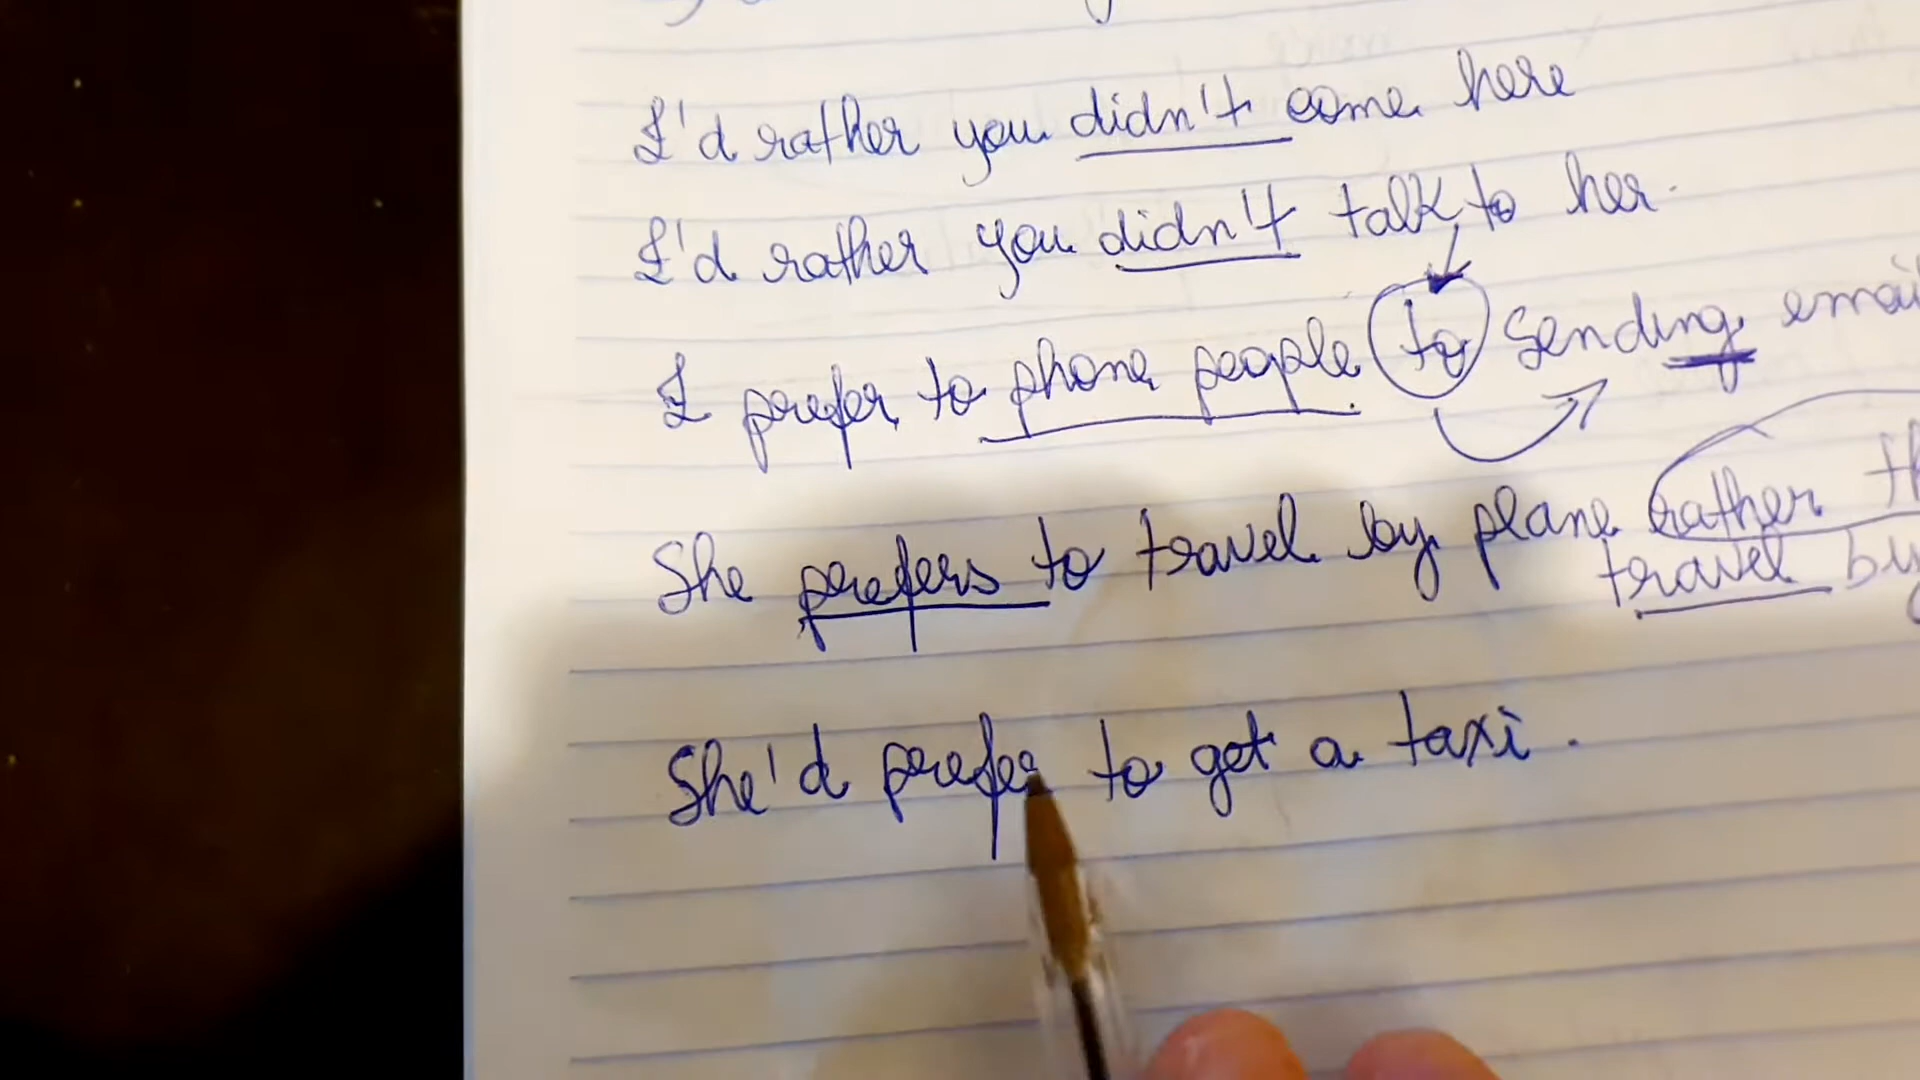 I'd rather you didn't come here
I'd rather you didn't talk to her.
I prefer to phone people to sending
She prefers to travel by plane rather
travel by
She'd prefer to get a taxi.